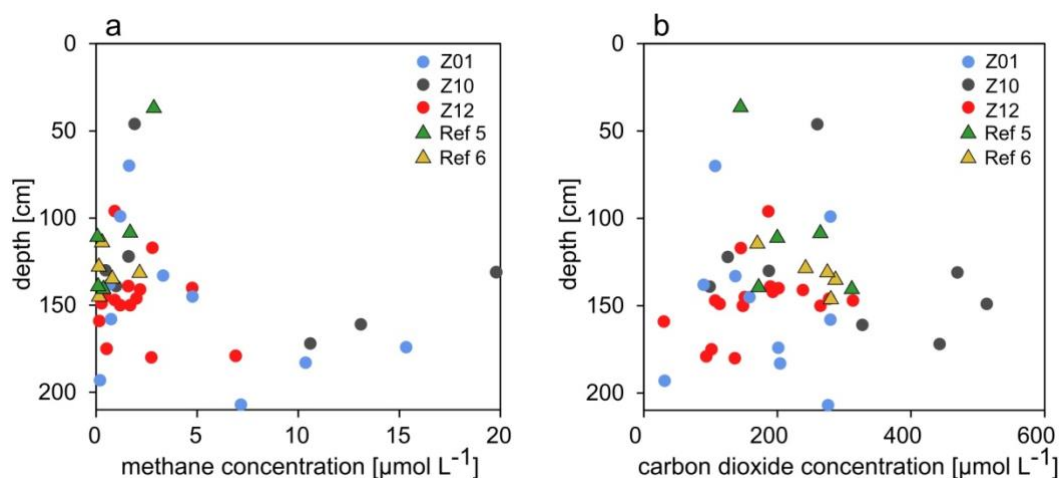 a
0
50
100
150
200
depth [cm]
0
5
10
15
20
methane concentration [µmol L⁻¹]
Z01
Z10
Z12
Ref 5
Ref 6
b
0
50
100
150
200
depth [cm]
0
200
400
600
carbon dioxide concentration [µmol L⁻¹]
Z01
Z10
Z12
Ref 5
Ref 6